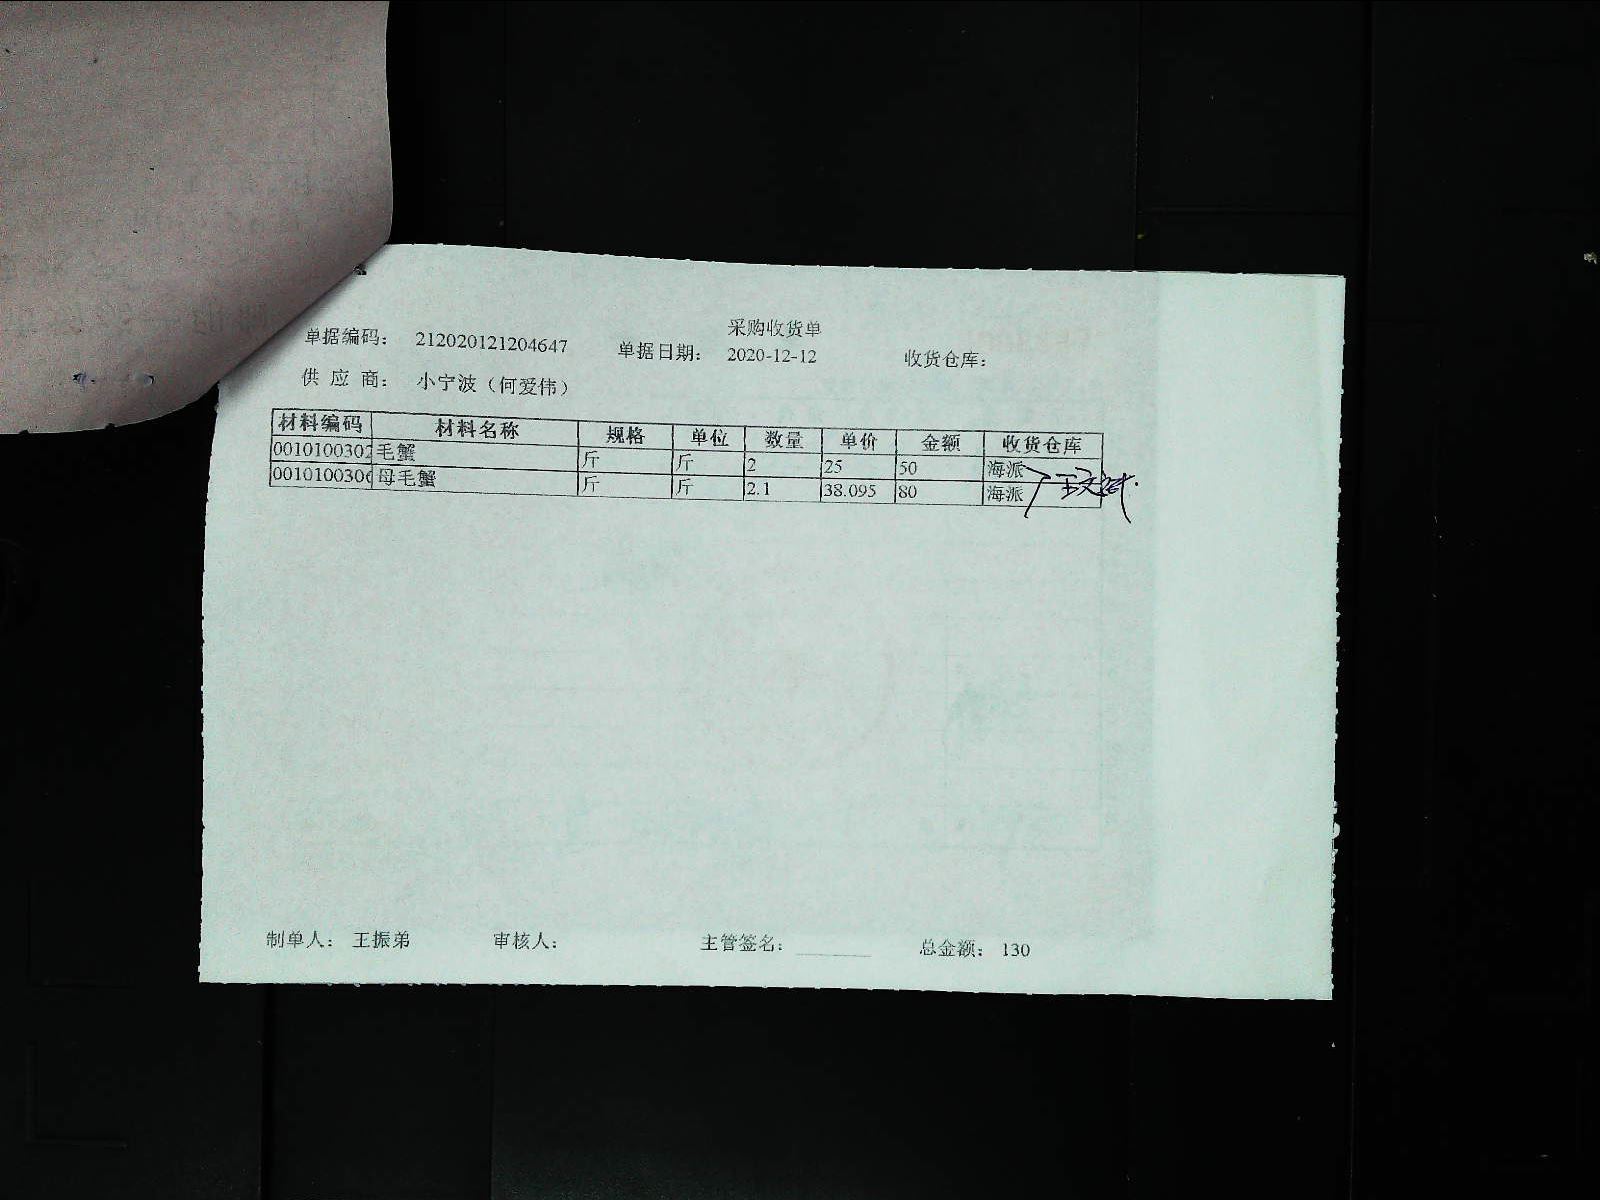 采购收货单
单据编码： 212020121204647 单据日期： 2020-12-12 收货仓库：
供 应 商： 小宁波（何爱伟）
材料编码 材料名称 规格 单位 数量 单价 金额 收货仓库
0010100302 毛蟹 斤 斤 2 25 50 海派
001010030 母毛蟹 斤 斤 2.1 38.095 80 海派
制单人： 王振弟 审核人： 主管签名： 总金额： 130